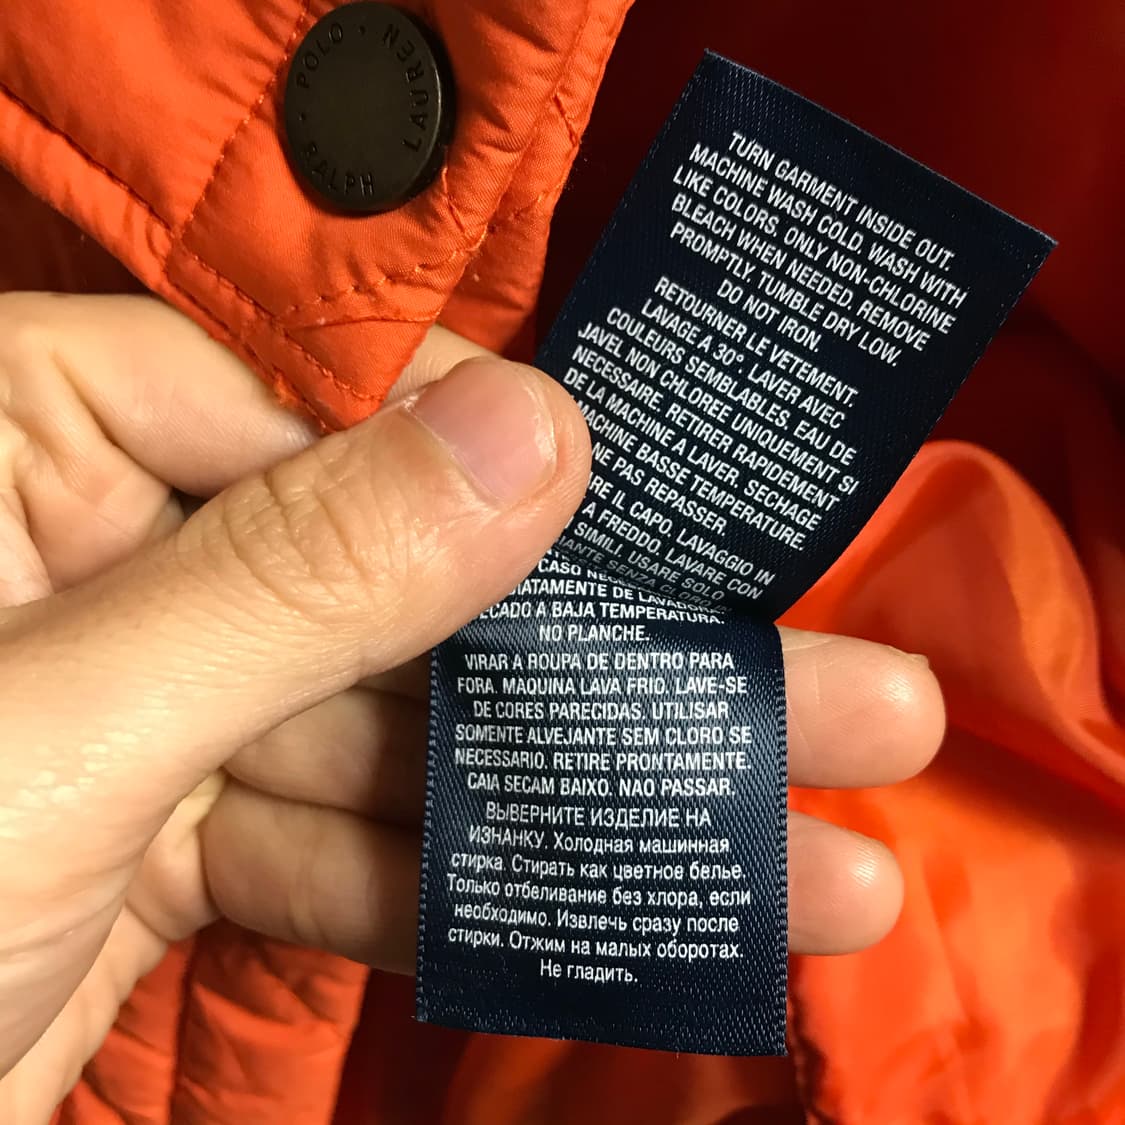 POLO • RALPH LAUREN •
TURN GARMENT INSIDE OUT.
MACHINE WASH COLD. WASH WITH
LIKE COLORS. ONLY NON-CHLORINE
BLEACH WHEN NEEDED. REMOVE
PROMPTLY. TUMBLE DRY LOW.
DO NOT IRON.
RETOURNER LE VETEMENT.
LAVAGE A 30°. LAVER AVEC
COULEURS SEMBLABLES. EAU DE
JAVEL NON CHLOREE UNIQUEMENT SI
NECESSAIRE. RETIRER RAPIDEMENT
DE LA MACHINE A LAVER. SECHAGE
MACHINE BASSE TEMPERATURE.
NE PAS REPASSER.
IL CAPO. LAVAGGIO IN
A FREDDO. LAVARE CON
SIMILI. USARE SOLO
SENZA
CASO
DE LAVADORA.
A BAJA TEMPERATURA.
NO PLANCHE.
VIRAR A ROUPA DE DENTRO PARA
FORA. MAQUINA LAVA FRIO. LAVE-SE
DE CORES PARECIDAS. UTILISAR
SOMENTE ALVEJANTE SEM CLORO SE
NECESSARIO. RETIRE PRONTAMENTE.
CAIA SECAM BAIXO. NAO PASSAR.
ВЫВЕРНИТЕ ИЗДЕЛИЕ НА
ИЗНАНКУ. Холодная машинная
стирка. Стирать как цветное белье.
Только отбеливание без хлора, если
необходимо. Извлечь сразу после
стирки. Отжим на малых оборотах.
Не гладить.